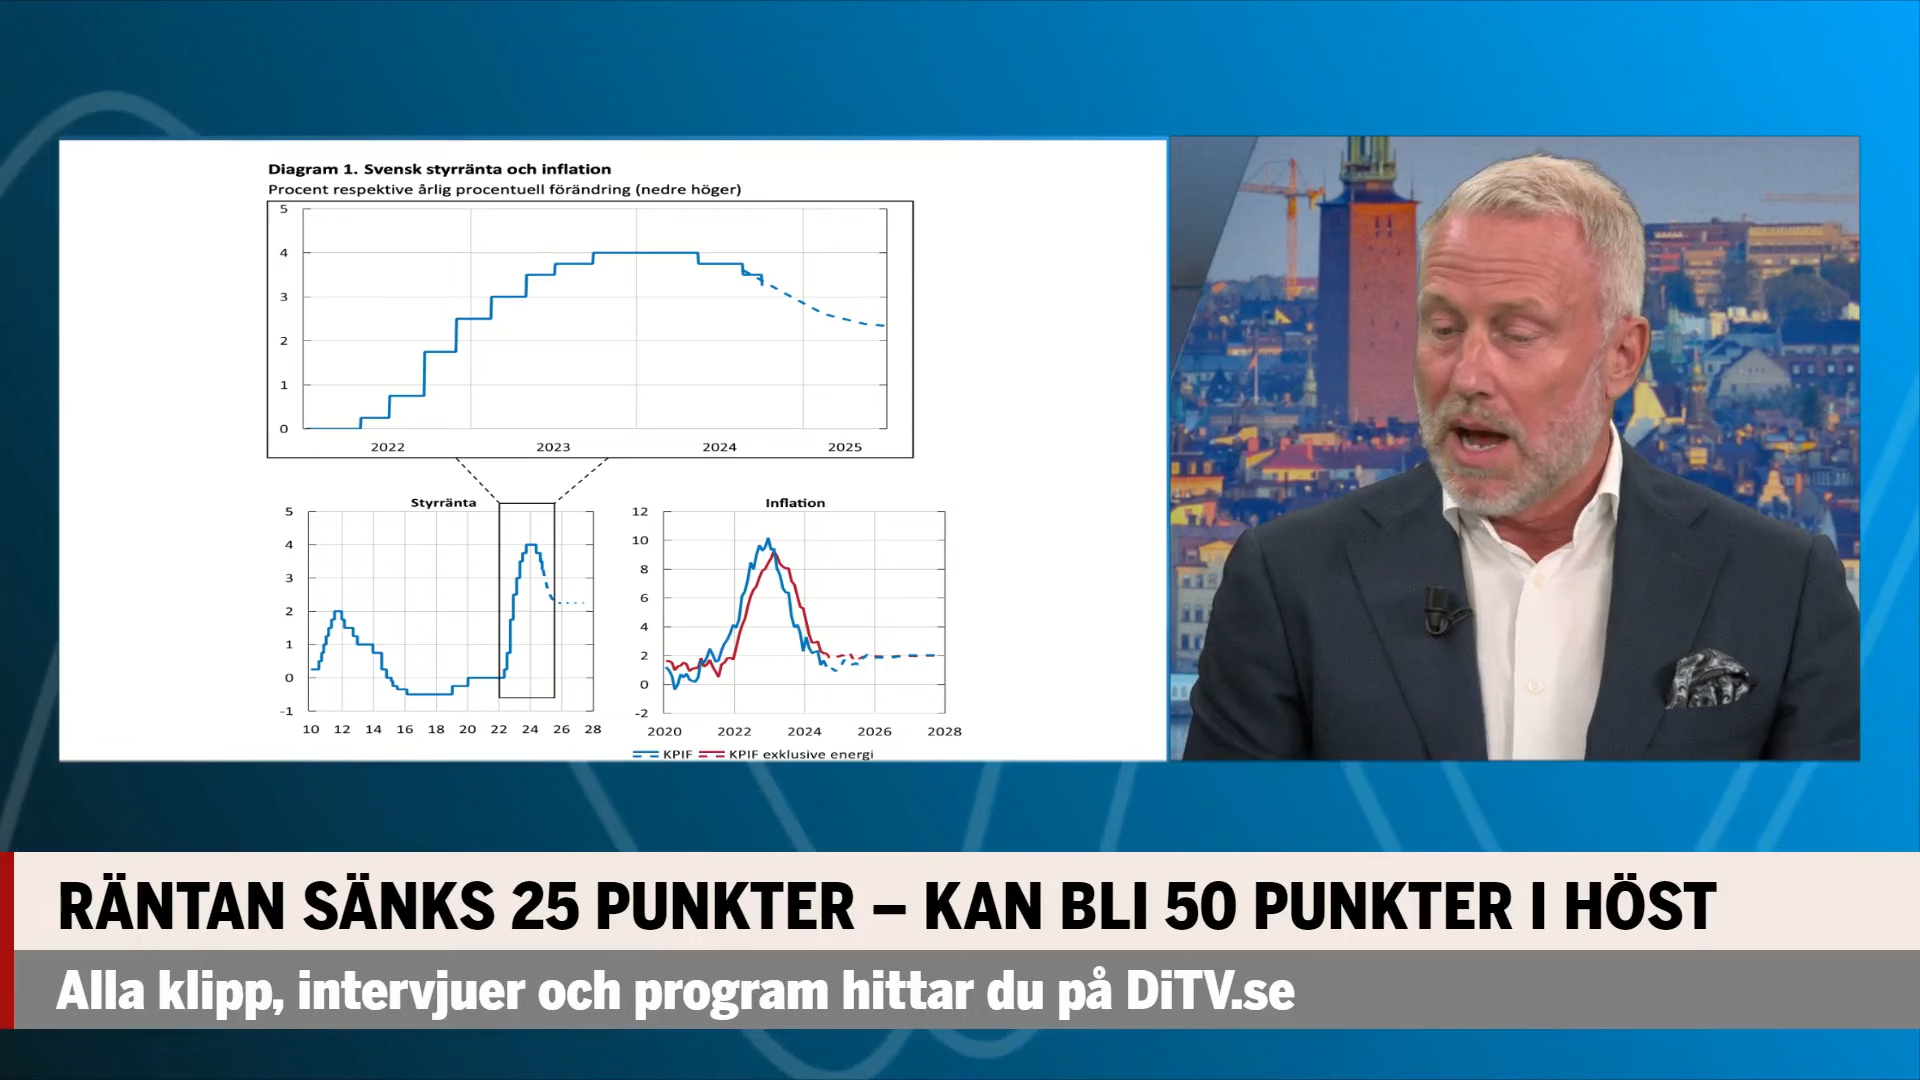 Diagram 1. Svensk styrränta och inflation
Procent respektive årlig procentuell förändring (nedre höger)
5
4
3
2
1
0
2022 2023 2024 2025
Styrränta
5
4
3
2
1
0
-1
10 12 14 16 18 20 22 24 26 28
Inflation
12
10
8
6
4
2
0
-2
2020 2022 2024 2026 2028
KPIF KPIF exklusive energi
RÄNTAN SÄNKS 25 PUNKTER – KAN BLI 50 PUNKTER I HÖST
Alla klipp, intervjuer och program hittar du på DiTV.se